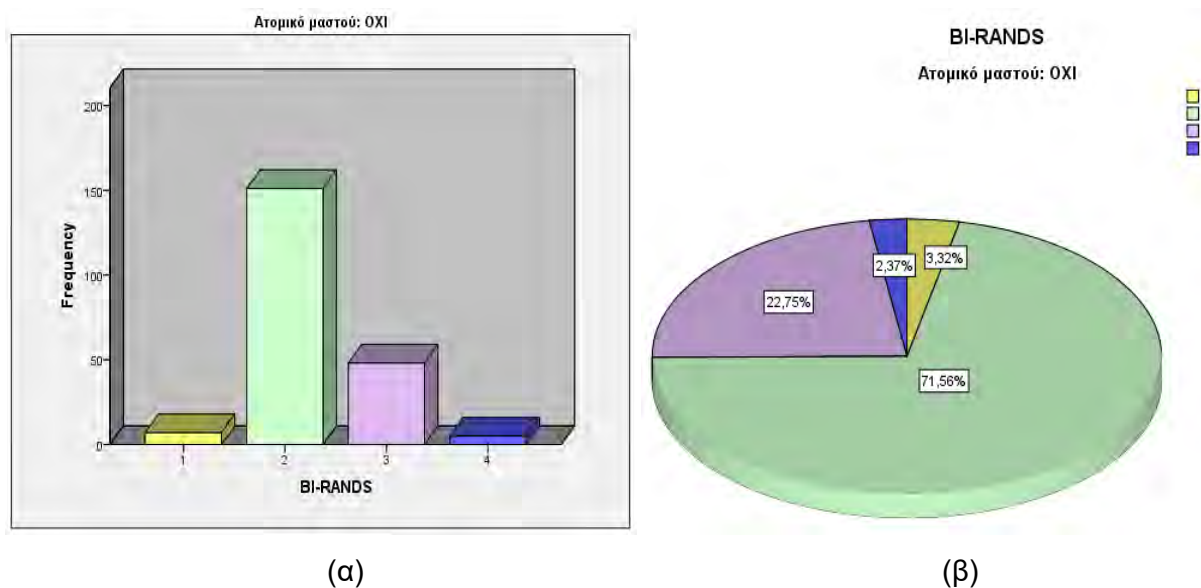 Ατομικό μαστού: ΟΧΙ
200
150
100
50
0
Frequency
1 2 3 4
BI-RANDS
(α)
BI-RANDS
Ατομικό μαστού: ΟΧΙ
2,37%
3,32%
22,75%
71,56%
(β)